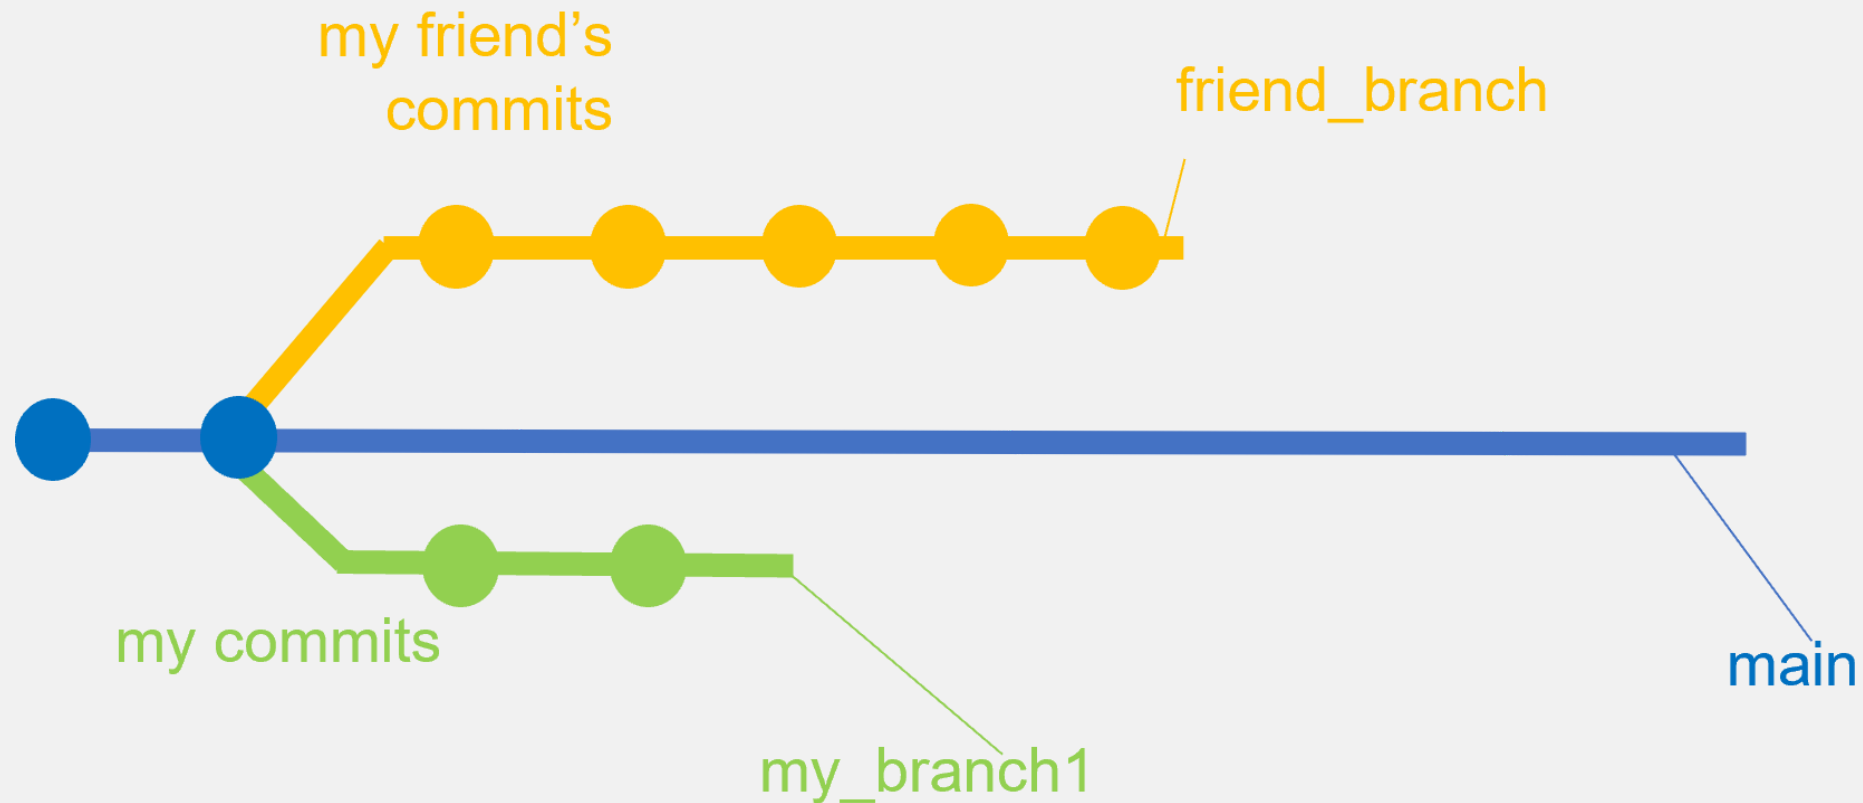 my friend’s
commits
friend_branch
my commits
main
my_branch1